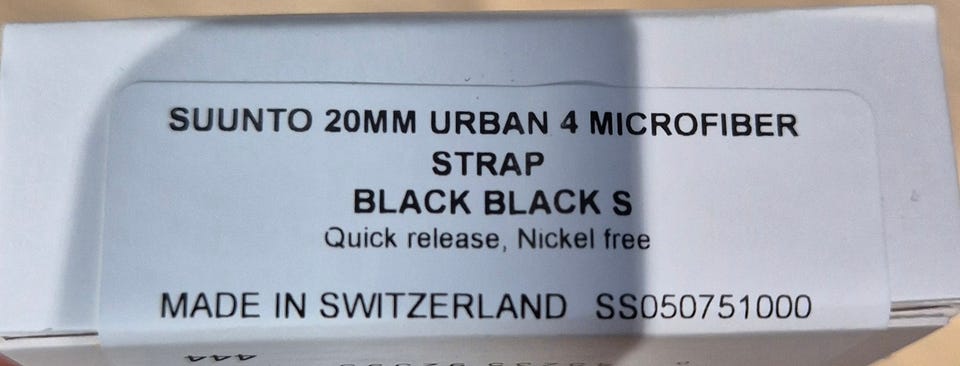 SUUNTO 20MM URBAN 4 MICROFIBER
STRAP
BLACK BLACK S
Quick release, Nickel free
MADE IN SWITZERLAND SS050751000